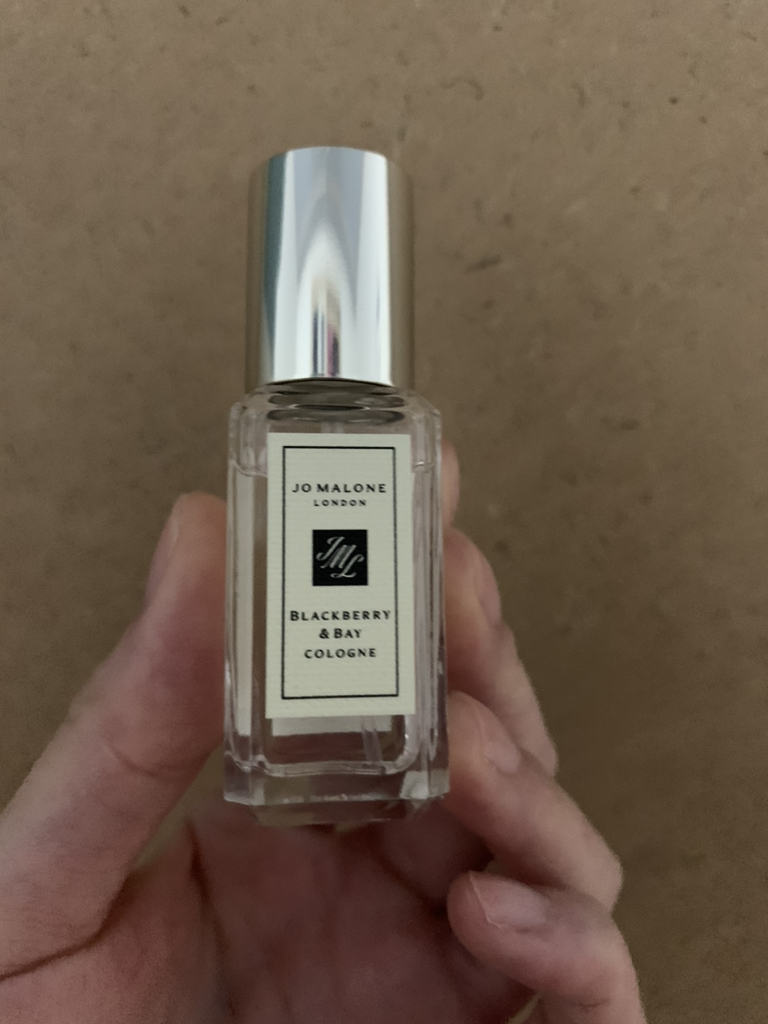 JO MALONE
LONDON
JML
BLACKBERRY
& BAY
COLOGNE